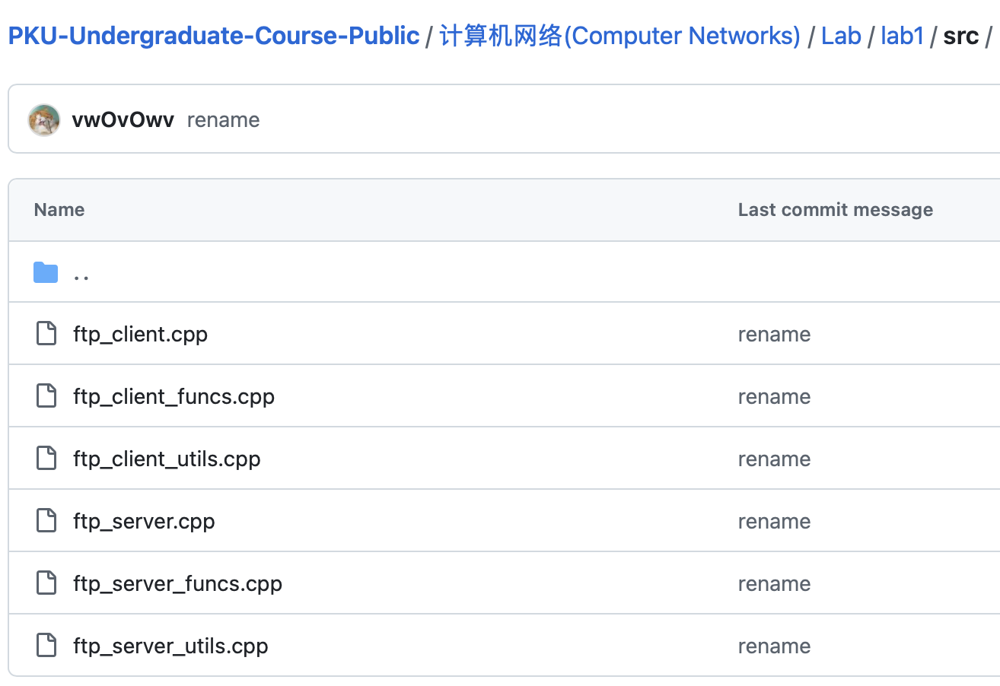 PKU-Undergraduate-Course-Public / 计算机网络(Computer Networks) / Lab / lab1 / src /
vwOvOwv rename
Name Last commit message
..
ftp_client.cpp rename
ftp_client_funcs.cpp rename
ftp_client_utils.cpp rename
ftp_server.cpp rename
ftp_server_funcs.cpp rename
ftp_server_utils.cpp rename